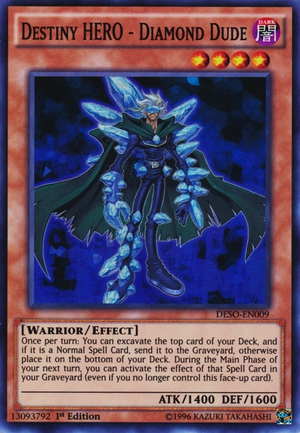 Destiny HERO - Diamond Dude
DARK
闇
D
DESO-EN009
[Warrior/Effect]
Once per turn: You can excavate the top card of your Deck, and
if it is a Normal Spell Card, send it to the Graveyard, otherwise
place it on the bottom of your Deck. During the Main Phase of
your next turn, you can activate the effect of that Spell Card in
your Graveyard (even if you no longer control this face-up card).
ATK/1400 DEF/1600
13093792 1st Edition ©1996 KAZUKI TAKAHASHI